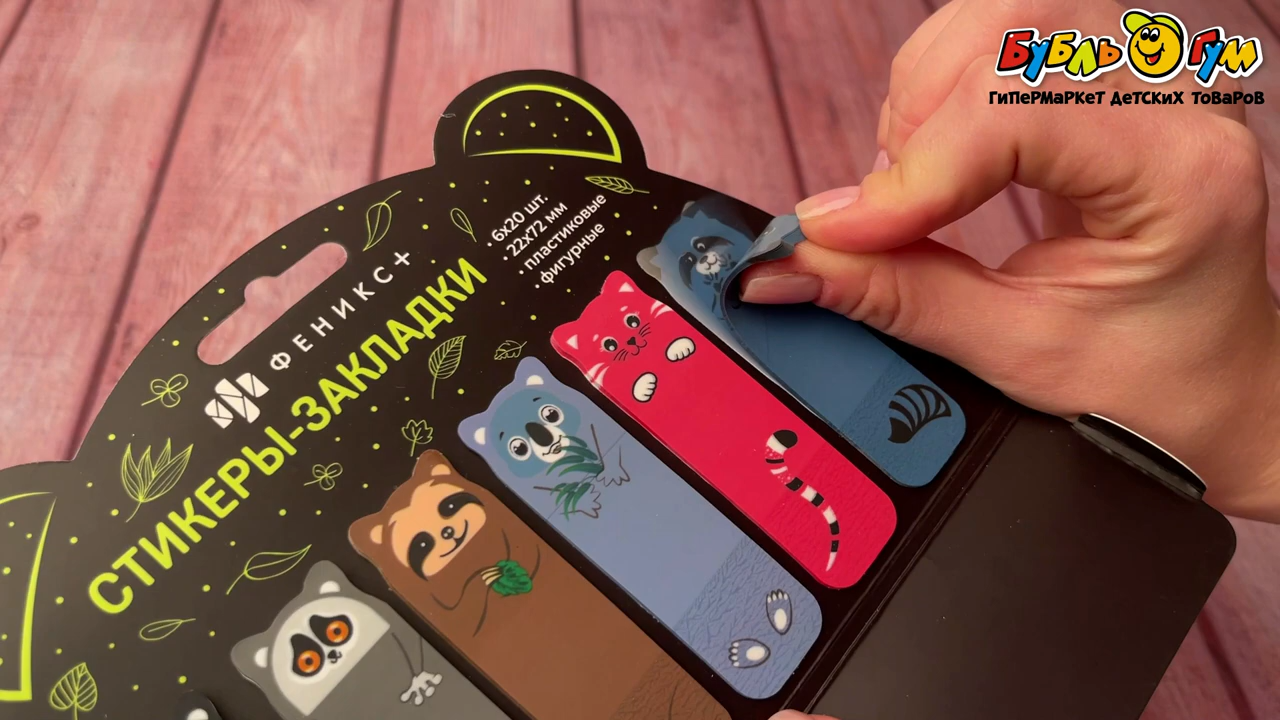 Бубль Гум
гипермаркет детских товаров
• 6х20 шт.
• 22х72 мм
• пластиковые
• фигурные
ФЕНИКС+
СТИКЕРЫ-ЗАКЛАДКИ